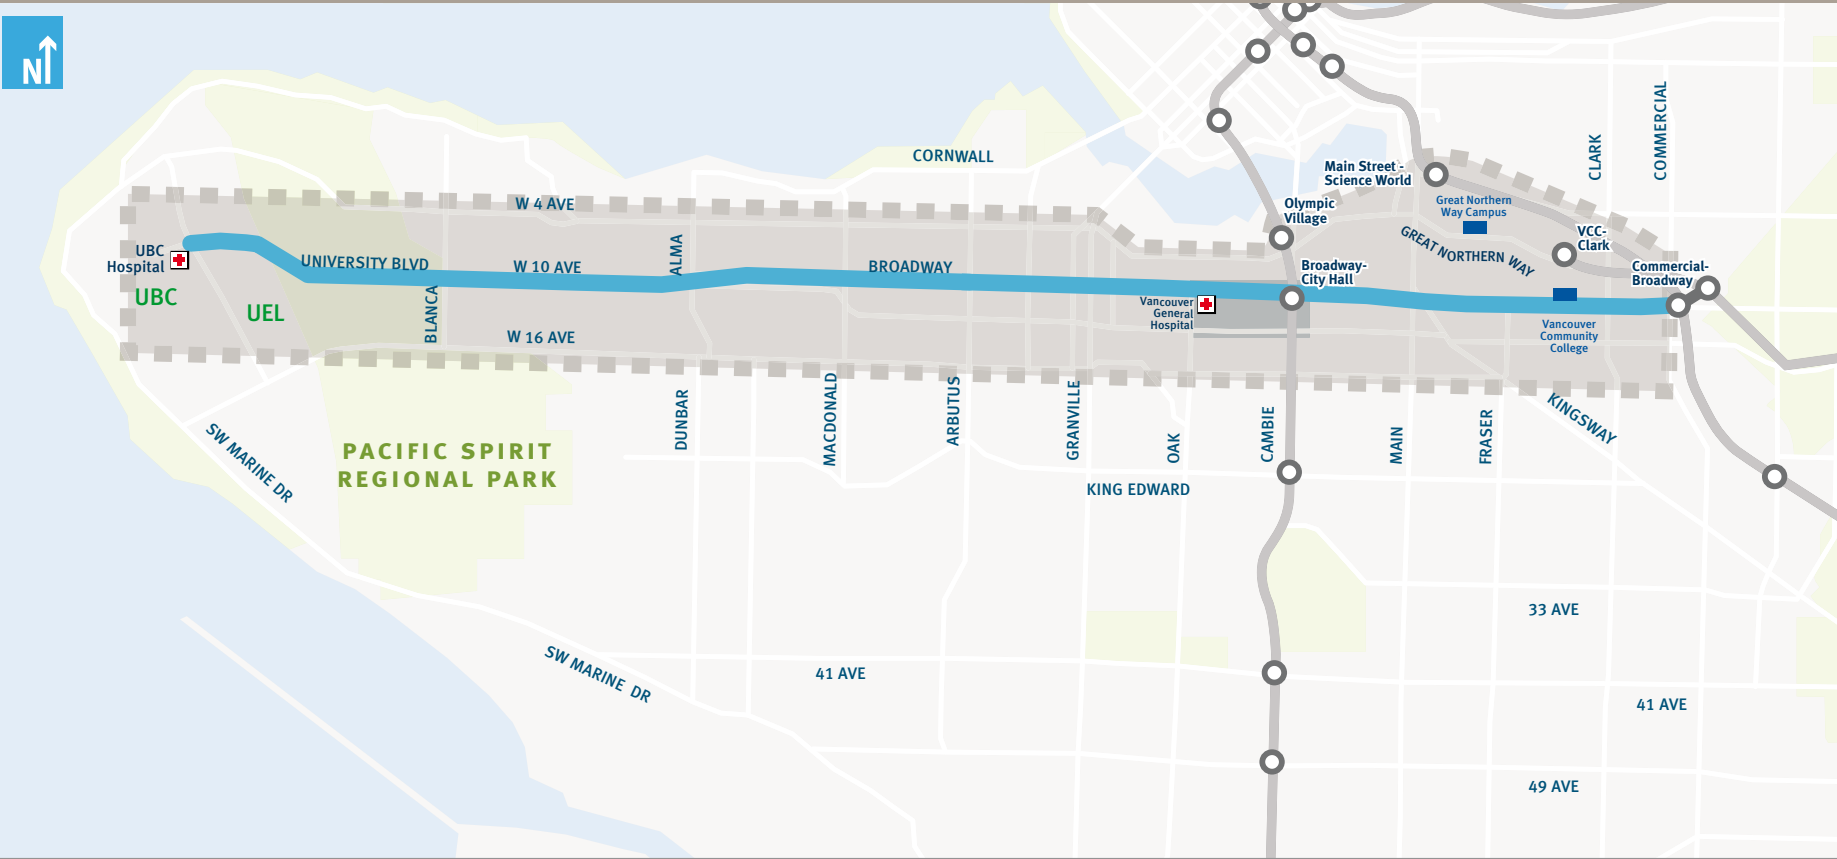 N
CORNWALL
CLARK
COMMERCIAL
Main Street -
Science World
Great Northern
Way Campus
Olympic
Village
VCC-
Clark
GREAT NORTHERN WAY
W 4 AVE
ALMA
UBC
Hospital
UNIVERSITY BLVD
W 10 AVE
BROADWAY
Broadway-
City Hall
Commercial-
Broadway
UBC
UEL
BLANCA
Vancouver
General
Hospital
Vancouver
Community
College
W 16 AVE
DUNBAR
MACDONALD
ARBUTUS
GRANVILLE
OAK
CAMBIE
MAIN
FRASER
KINGSWAY
SW MARINE DR
PACIFIC SPIRIT
REGIONAL PARK
KING EDWARD
33 AVE
SW MARINE DR
41 AVE
41 AVE
49 AVE